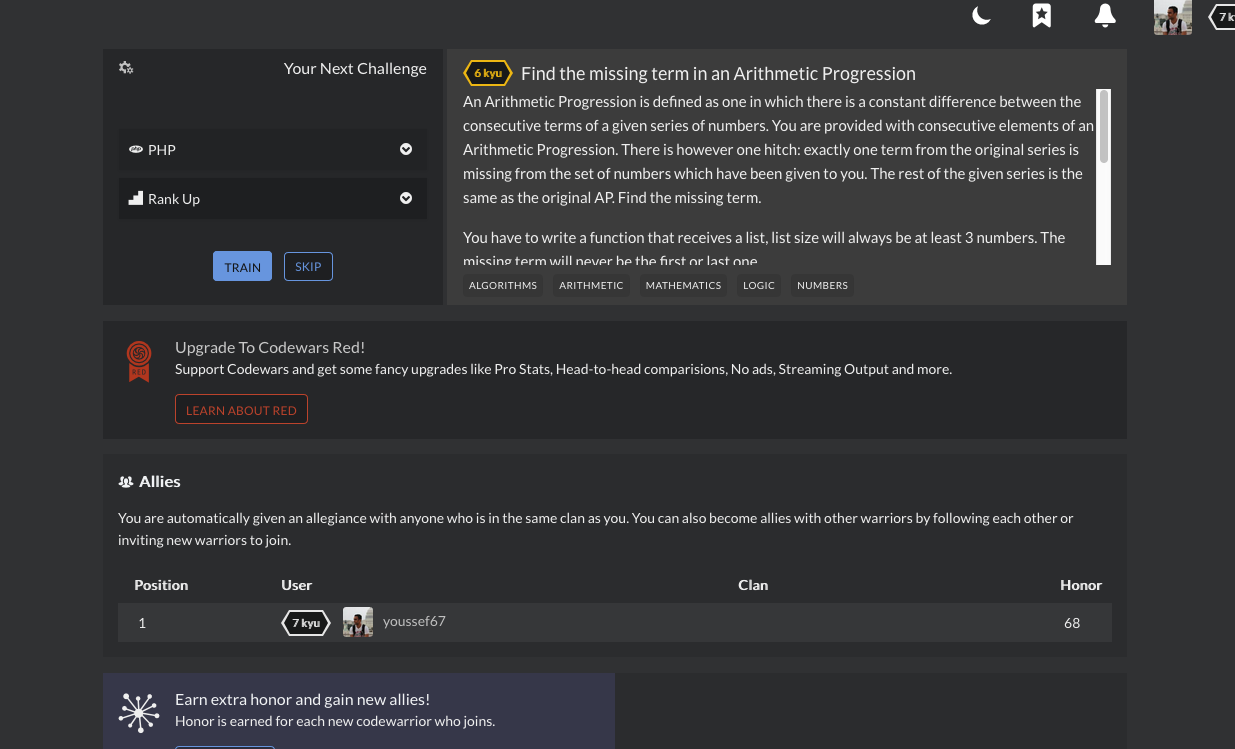 7 k
Your Next Challenge
php PHP
Rank Up
TRAIN SKIP
6 kyu Find the missing term in an Arithmetic Progression
An Arithmetic Progression is defined as one in which there is a constant difference between the
consecutive terms of a given series of numbers. You are provided with consecutive elements of an
Arithmetic Progression. There is however one hitch: exactly one term from the original series is
missing from the set of numbers which have been given to you. The rest of the given series is the
same as the original AP. Find the missing term.
You have to write a function that receives a list, list size will always be at least 3 numbers. The
missing term will never be the first or last one.
ALGORITHMS ARITHMETIC MATHEMATICS LOGIC NUMBERS
RED
Upgrade To Codewars Red!
Support Codewars and get some fancy upgrades like Pro Stats, Head-to-head comparisions, No ads, Streaming Output and more.
LEARN ABOUT RED
Allies
You are automatically given an allegiance with anyone who is in the same clan as you. You can also become allies with other warriors by following each other or
inviting new warriors to join.
Position User Clan Honor
1 7 kyu youssef67 68
Earn extra honor and gain new allies!
Honor is earned for each new codewarrior who joins.